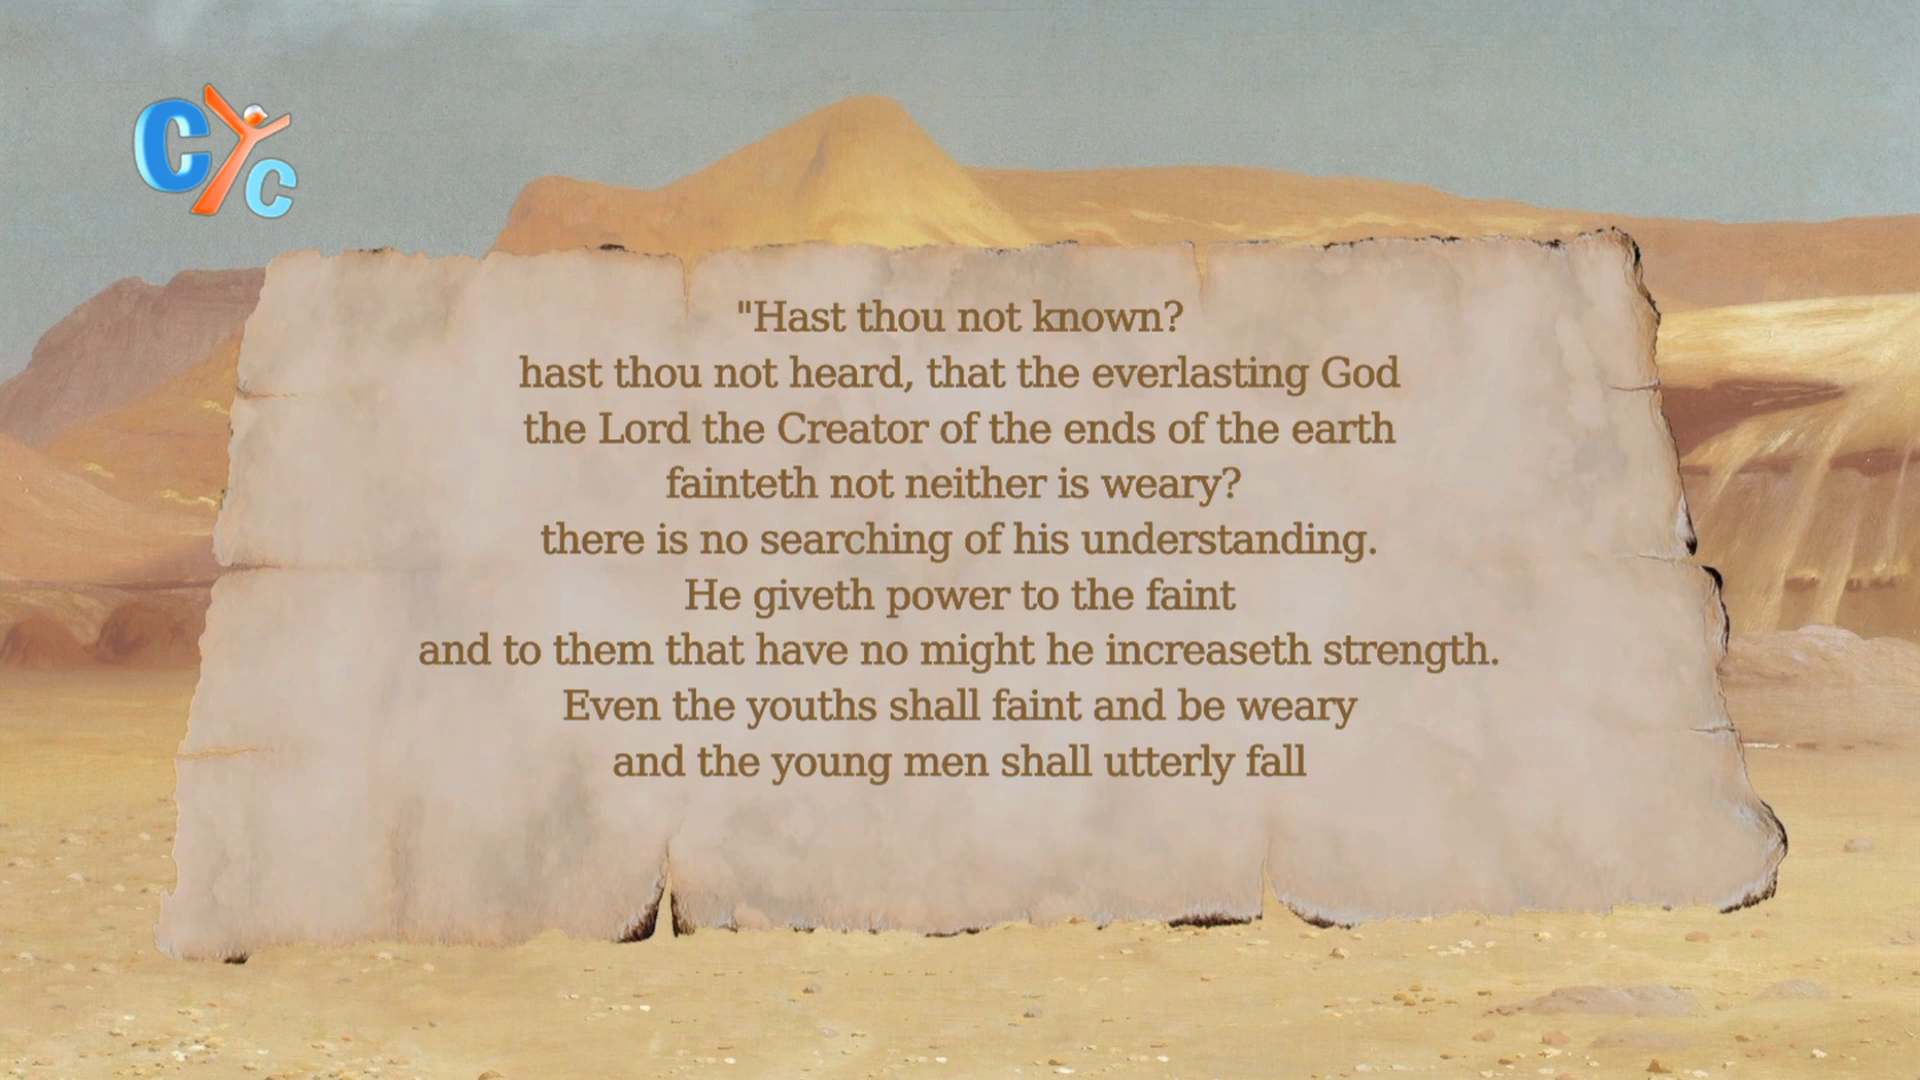 CYC
"Hast thou not known?
hast thou not heard, that the everlasting God
the Lord the Creator of the ends of the earth
fainteth not neither is weary?
there is no searching of his understanding.
He giveth power to the faint
and to them that have no might he increaseth strength.
Even the youths shall faint and be weary
and the young men shall utterly fall